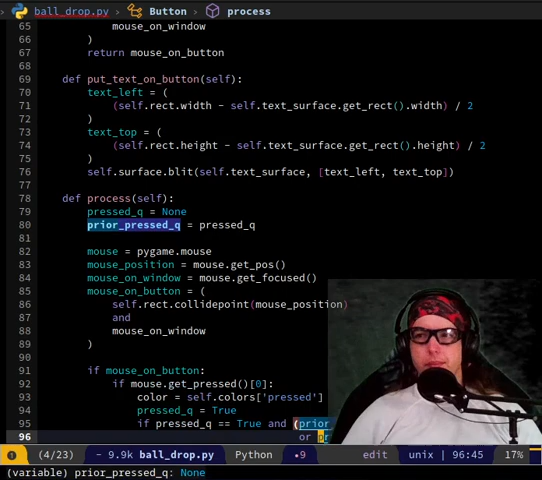 ball_drop.py > Button > process
65 mouse_on_window
66 )
67 return mouse_on_button
68
69 def put_text_on_button(self):
70 text_left = (
71 (self.rect.width - self.text_surface.get_rect().width) / 2
72 )
73 text_top = (
74 (self.rect.height - self.text_surface.get_rect().height) / 2
75 )
76 self.surface.blit(self.text_surface, [text_left, text_top])
77
78 def process(self):
79 pressed_q = None
80 prior_pressed_q = pressed_q
81
82 mouse = pygame.mouse
83 mouse_position = mouse.get_pos()
84 mouse_on_window = mouse.get_focused()
85 mouse_on_button = (
86 self.rect.collidepoint(mouse_position)
87 and
88 mouse_on_window
89 )
90
91 if mouse_on_button:
92 if mouse.get_pressed()[0]:
93 color = self.colors['pressed']
94 pressed_q = True
95 if pressed_q == True and (prior
96 or pr
(4/23) - 9.9k ball_drop.py Python •9 edit unix | 96:45 17%
(variable) prior_pressed_q: None